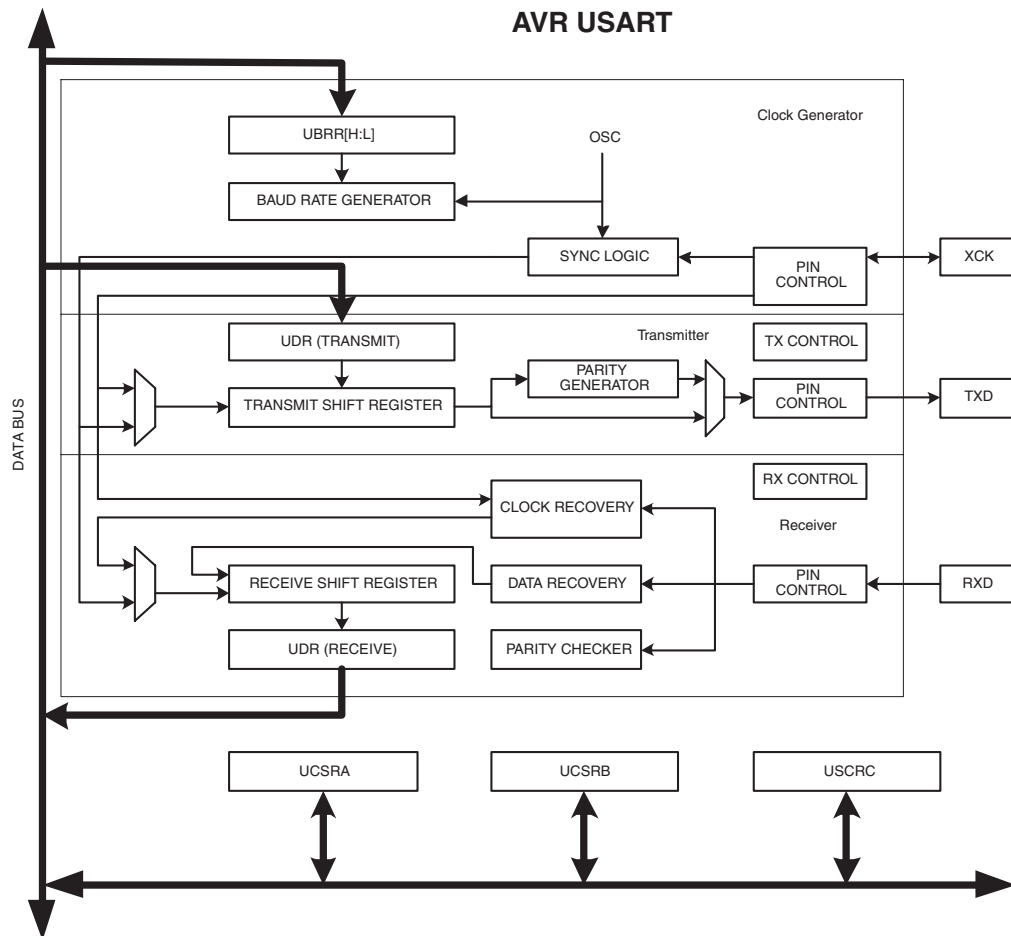 AVR USART
Clock Generator
UBRR[H:L]
OSC
BAUD RATE GENERATOR
SYNC LOGIC
PIN
CONTROL
XCK
UDR (TRANSMIT)
Transmitter
TX CONTROL
PARITY
GENERATOR
TRANSMIT SHIFT REGISTER
PIN
CONTROL
TXD
DATA BUS
RX CONTROL
CLOCK RECOVERY
Receiver
RECEIVE SHIFT REGISTER
DATA RECOVERY
PIN
CONTROL
RXD
UDR (RECEIVE)
PARITY CHECKER
UCSRA
UCSRB
USCRC